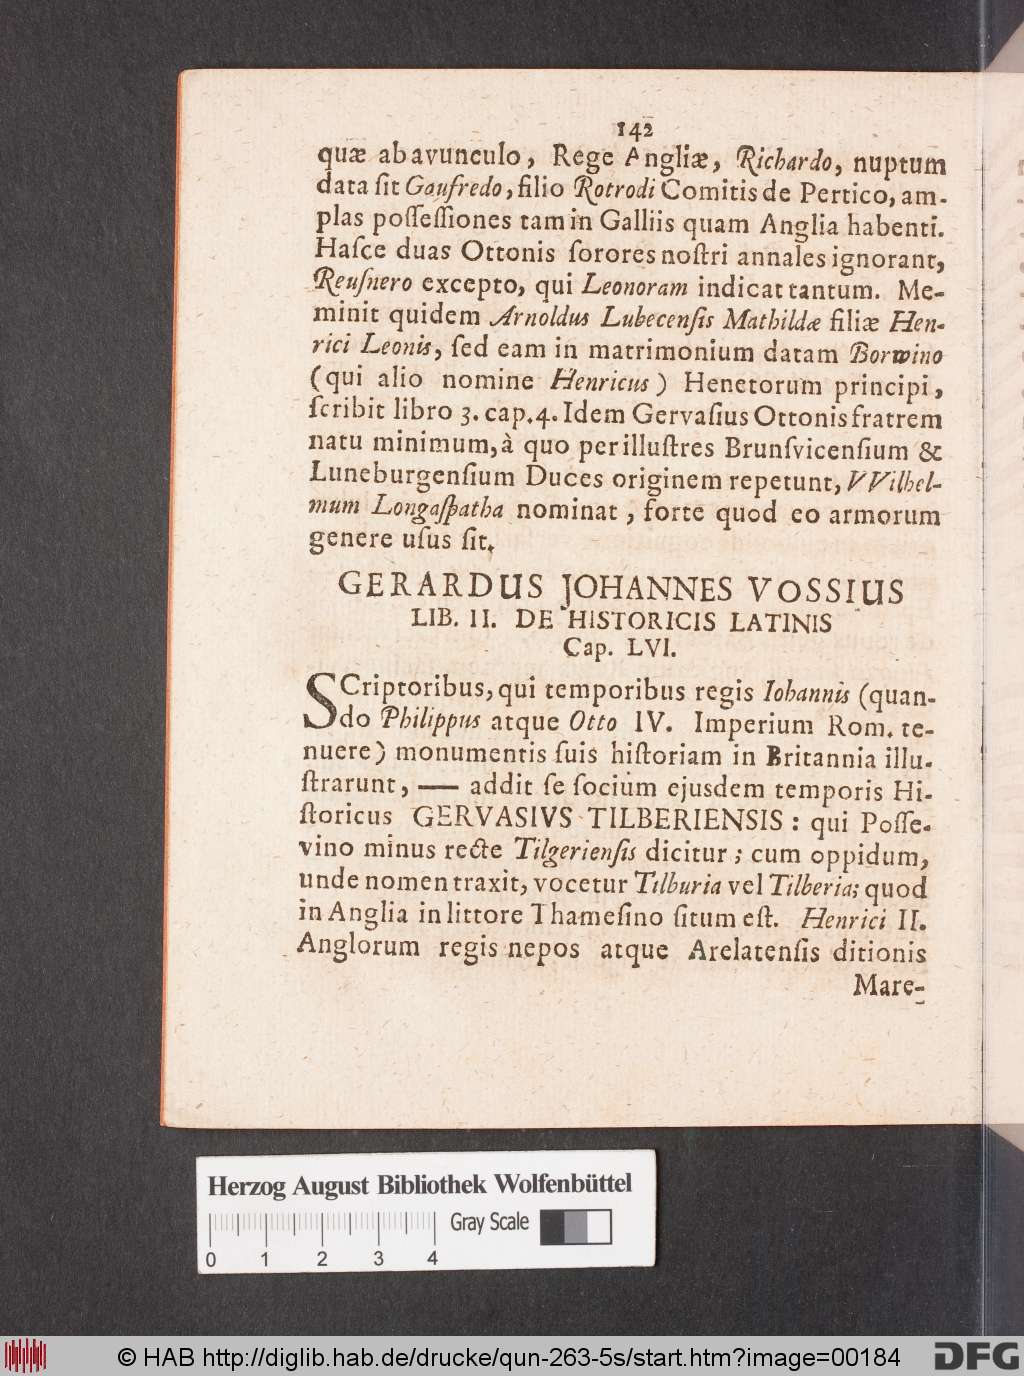 142
quæ ab avunculo, Rege Angliæ, Richardo, nuptum
data ſit Gaufredo, filio Rotrodi Comitis de Pertico, am-
plas poſſeſſiones tam in Galliis quam Anglia habenti.
Haſce duas Ottonis ſorores noſtri annales ignorant,
Reuſnero excepto, qui Leonoram indicat tantum. Me-
minit quidem Arnoldus Lubecenſis Mathildæ filiæ Hen-
rici Leonis, ſed eam in matrimonium datam Borwino
(qui alio nomine Henricus) Henetorum principi,
ſcribit libro 3. cap. 4. Idem Gervaſius Ottonis fratrem
natu minimum, à quo perilluſtres Brunſvicenſium &
Luneburgenſium Duces originem repetunt, VVilhel-
mum Longaſpatha nominat, forte quod eo armorum
genere uſus ſit.
GERARDUS JOHANNES VOSSIUS
LIB. II. DE HISTORICIS LATINIS
Cap. LVI.
SCriptoribus, qui temporibus regis Iohannis (quan-
do Philippus atque Otto IV. Imperium Rom. te-
nuere) monumentis ſuis hiſtoriam in Britannia illu-
ſtrarunt, — addit ſe ſocium ejusdem temporis Hi-
ſtoricus GERVASIVS TILBERIENSIS: qui Poſſe-
vino minus recte Tilgerienſis dicitur; cum oppidum,
unde nomen traxit, vocetur Tilburia vel Tilberia; quod
in Anglia in littore Thameſino ſitum eſt. Henrici II.
Anglorum regis nepos atque Arelatenſis ditionis
Mare-
Herzog August Bibliothek Wolfenbüttel
Gray Scale
0 1 2 3 4
© HAB http://diglib.hab.de/drucke/qun-263-5s/start.htm?image=00184
DFG